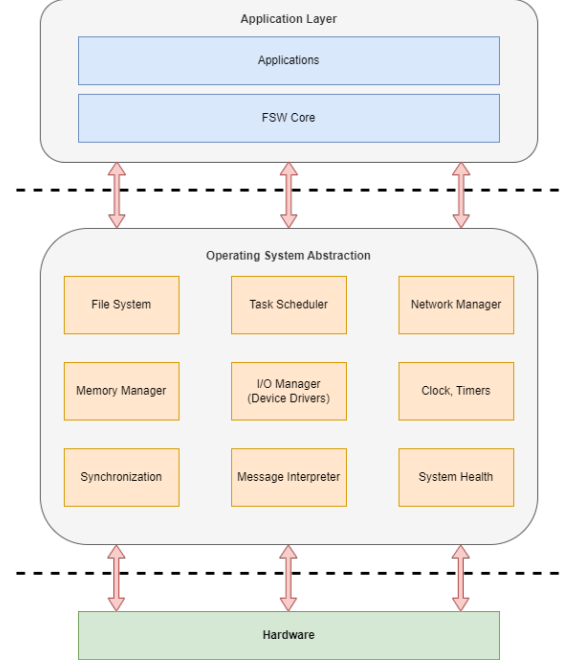 Application Layer
Applications
FSW Core
Operating System Abstraction
File System
Task Scheduler
Network Manager
Memory Manager
I/O Manager
(Device Drivers)
Clock, Timers
Synchronization
Message Interpreter
System Health
Hardware